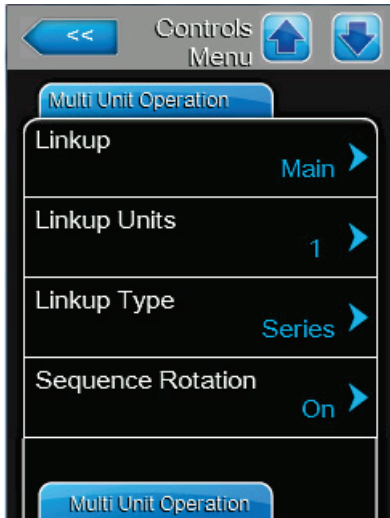 <<
Controls
Menu
Multi Unit Operation
Linkup
Main
Linkup Units
1
Linkup Type
Series
Sequence Rotation
On
Multi Unit Operation